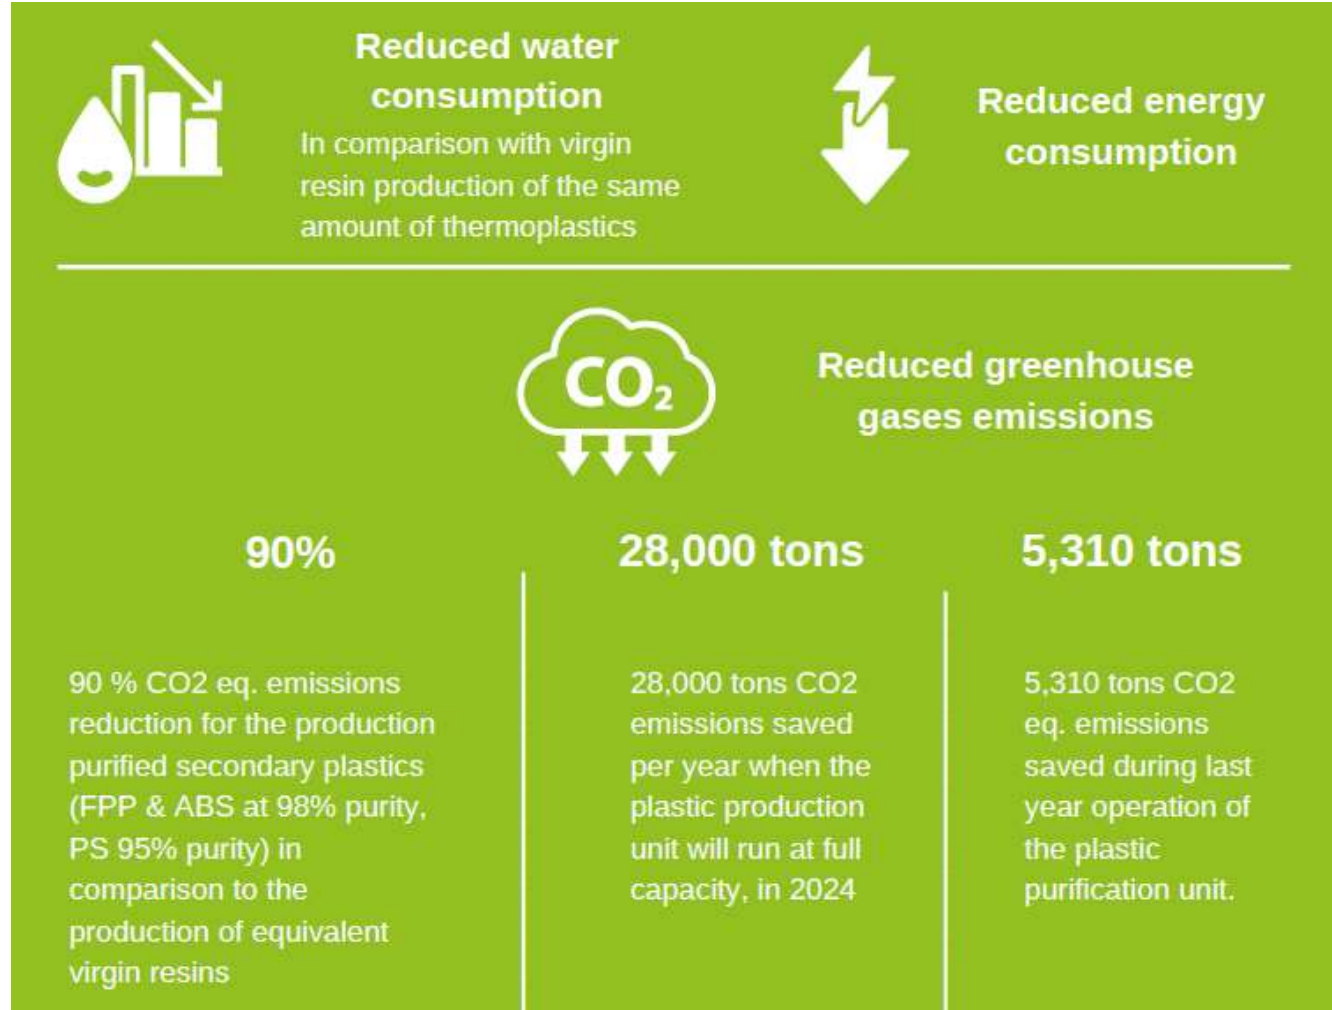 Reduced water
consumption
In comparison with virgin
resin production of the same
amount of thermoplastics
Reduced energy
consumption
CO₂
Reduced greenhouse
gases emissions
90%
90 % CO2 eq. emissions
reduction for the production
purified secondary plastics
(FPP & ABS at 98% purity,
PS 95% purity) in
comparison to the
production of equivalent
virgin resins
28,000 tons
28,000 tons CO2
emissions saved
per year when the
plastic production
unit will run at full
capacity, in 2024
5,310 tons
5,310 tons CO2
eq. emissions
saved during last
year operation of
the plastic
purification unit.